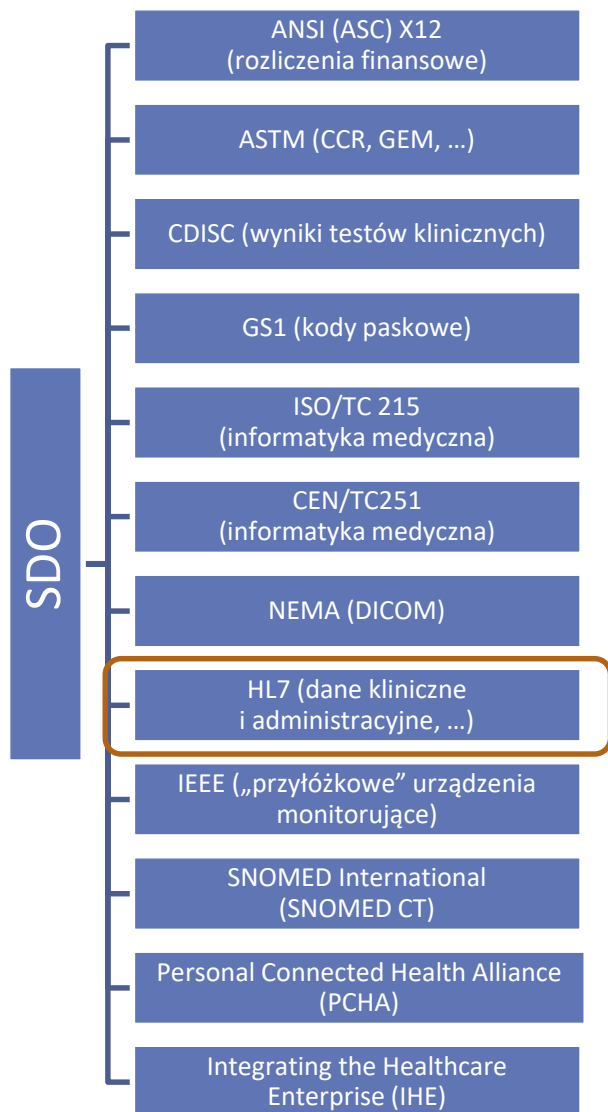 SDO
ANSI (ASC) X12
(rozliczenia finansowe)
ASTM (CCR, GEM, ...)
CDISC (wyniki testów klinicznych)
GS1 (kody paskowe)
ISO/TC 215
(informatyka medyczna)
CEN/TC251
(informatyka medyczna)
NEMA (DICOM)
HL7 (dane kliniczne
i administracyjne, ...)
IEEE („przyłóżkowe” urządzenia
monitorujące)
SNOMED International
(SNOMED CT)
Personal Connected Health Alliance
(PCHA)
Integrating the Healthcare
Enterprise (IHE)